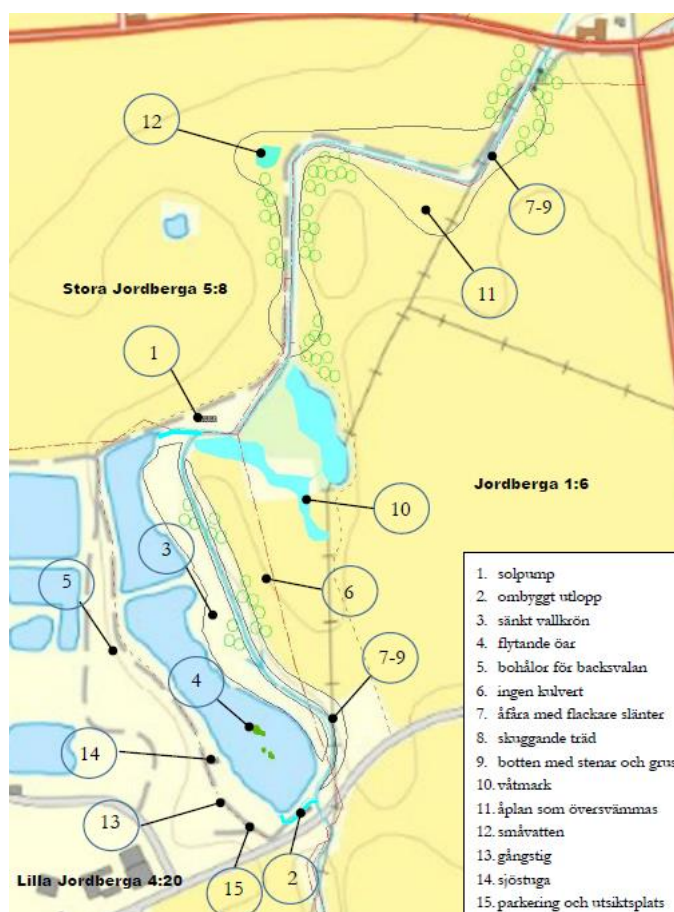 12
7-9
11
Stora Jordberga 5:8
1
10
Jordberga 1:6
3
5
6
4
7-9
14
13
15
2
Lilla Jordberga 4:20
1. solpump
2. ombyggt utlopp
3. sänkt vallkrön
4. flytande öar
5. bohålor för backsvalan
6. ingen kulvert
7. åfåra med flackare slänter
8. skuggande träd
9. botten med stenar och grus
10. våtmark
11. åplan som översvämmas
12. småvatten
13. gångstig
14. sjöstuga
15. parkering och utsiktsplats